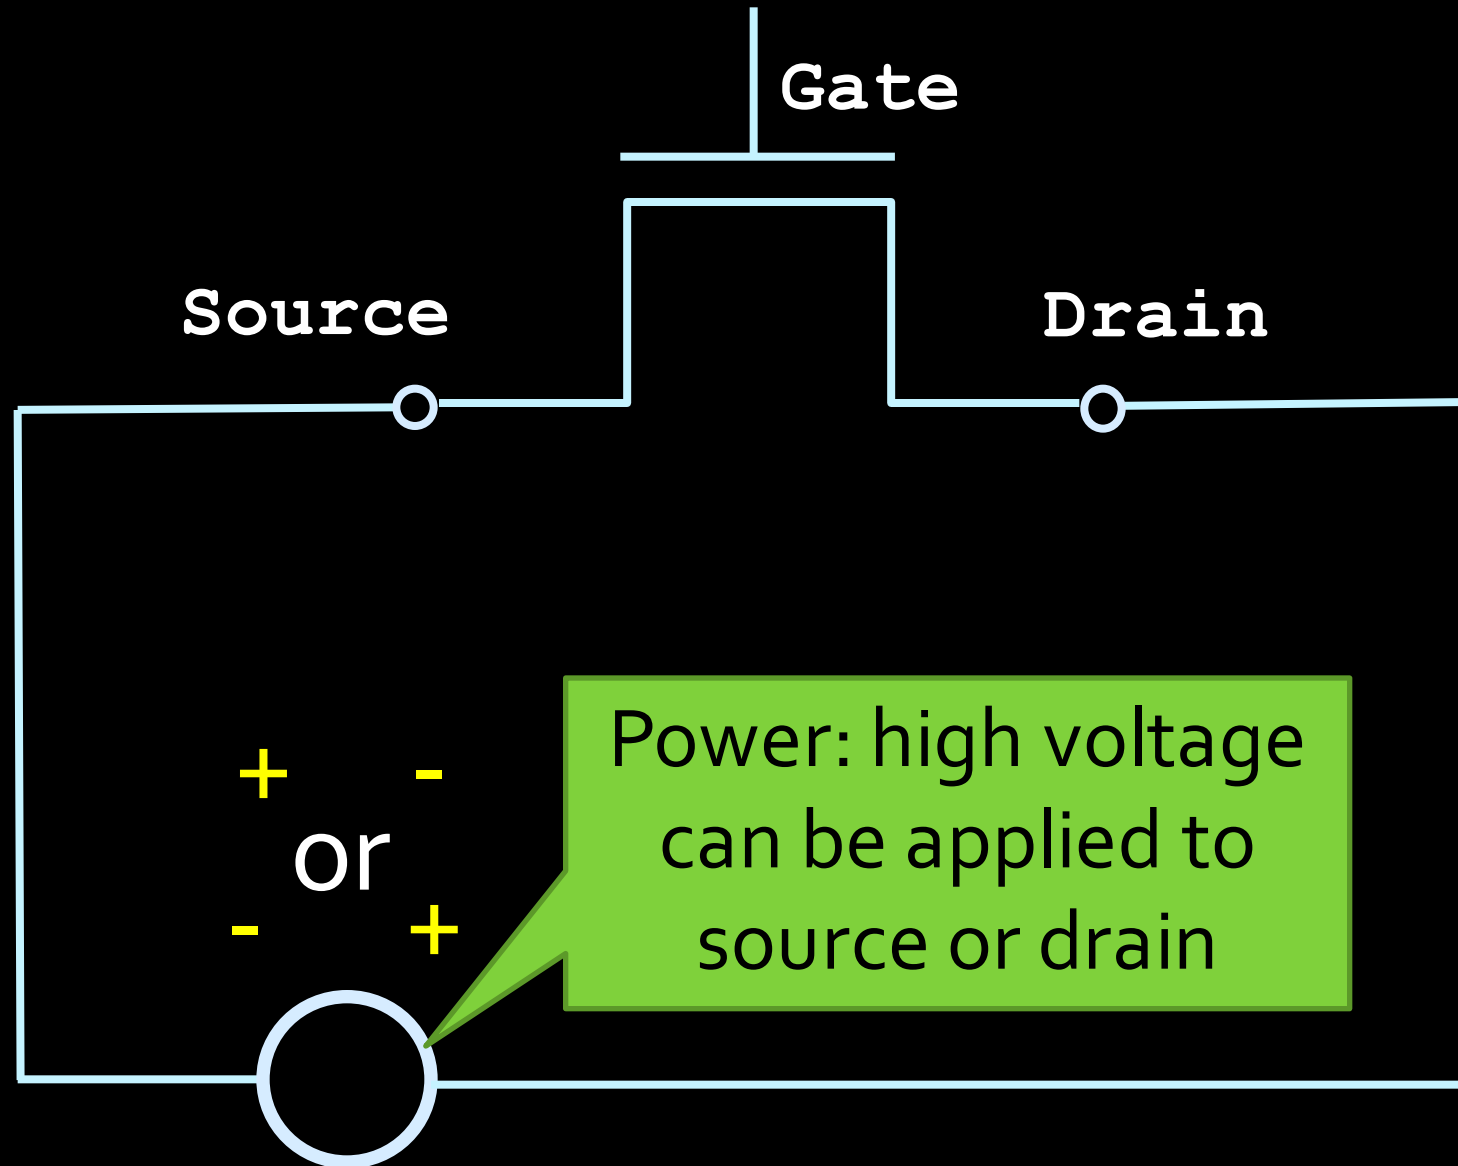 Gate
Source
Drain
+ -
or
- +
Power: high voltage
can be applied to
source or drain